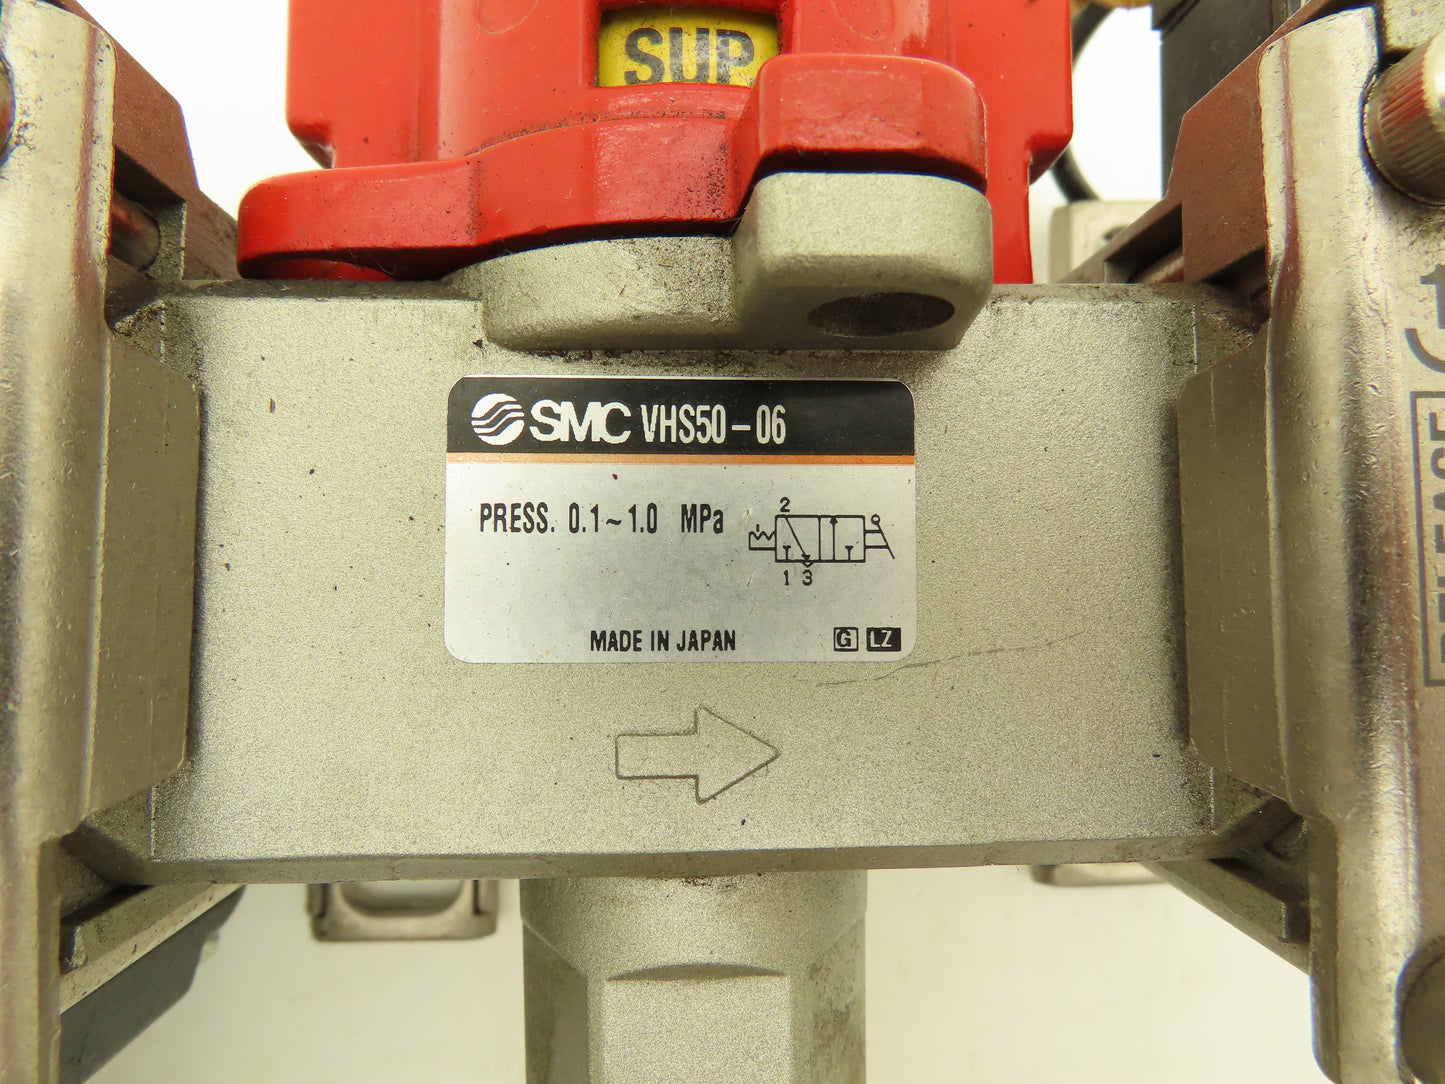 SUP
SMC VHS50-06
PRESS. 0.1~1.0 MPa
2
1 3
MADE IN JAPAN
G LZ